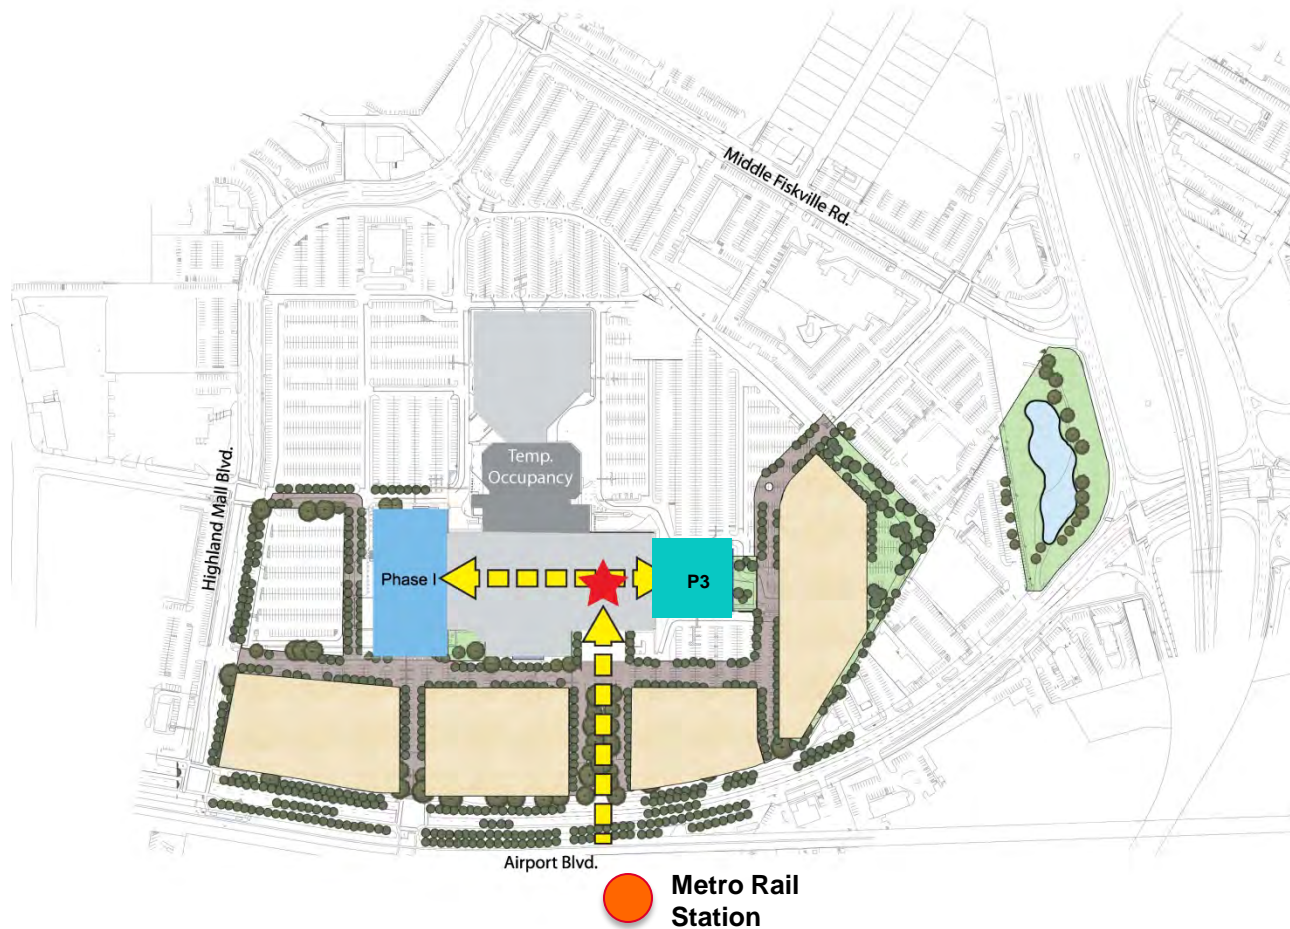 Middle Fiskville Rd.
Temp.
Occupancy
Highland Mall Blvd.
Phase I
P3
Airport Blvd.
Metro Rail
Station